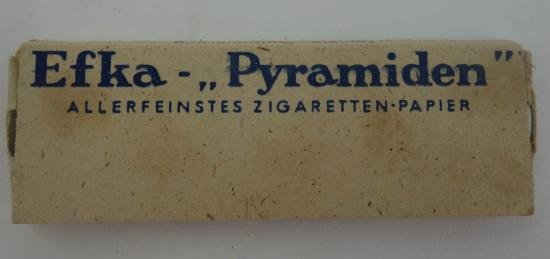 Efka - „Pyramiden”
ALLERFEINSTES ZIGARETTEN-PAPIER